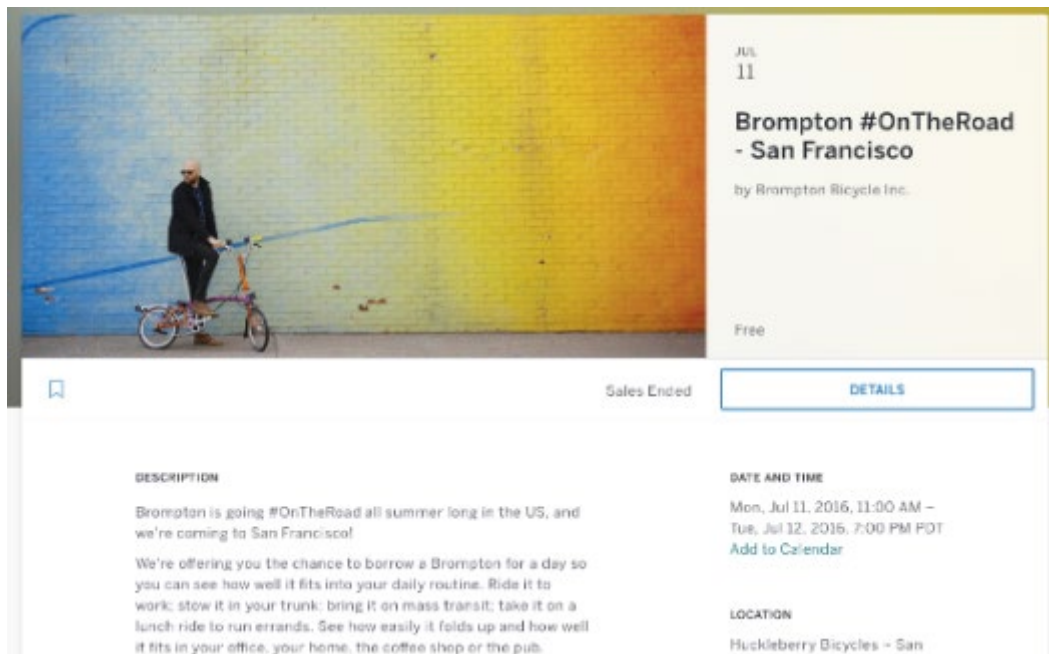 JUL
11
Brompton #OnTheRoad
- San Francisco
by Brompton Bicycle Inc.
Free
Sales Ended
DETAILS
DESCRIPTION
Brompton is going #OnTheRoad all summer long in the US, and
we're coming to San Francisco!
We're offering you the chance to borrow a Brompton for a day so
you can see how well it fits into your daily routine. Ride it to
work; stow it in your trunk; bring it on mass transit; take it on a
lunch ride to run errands. See how easily it folds up and how well
it fits in your office, your home, the coffee shop or the pub.
DATE AND TIME
Mon, Jul 11, 2016, 11:00 AM –
Tue, Jul 12, 2016, 7:00 PM PDT
Add to Calendar
LOCATION
Huckleberry Bicycles – San